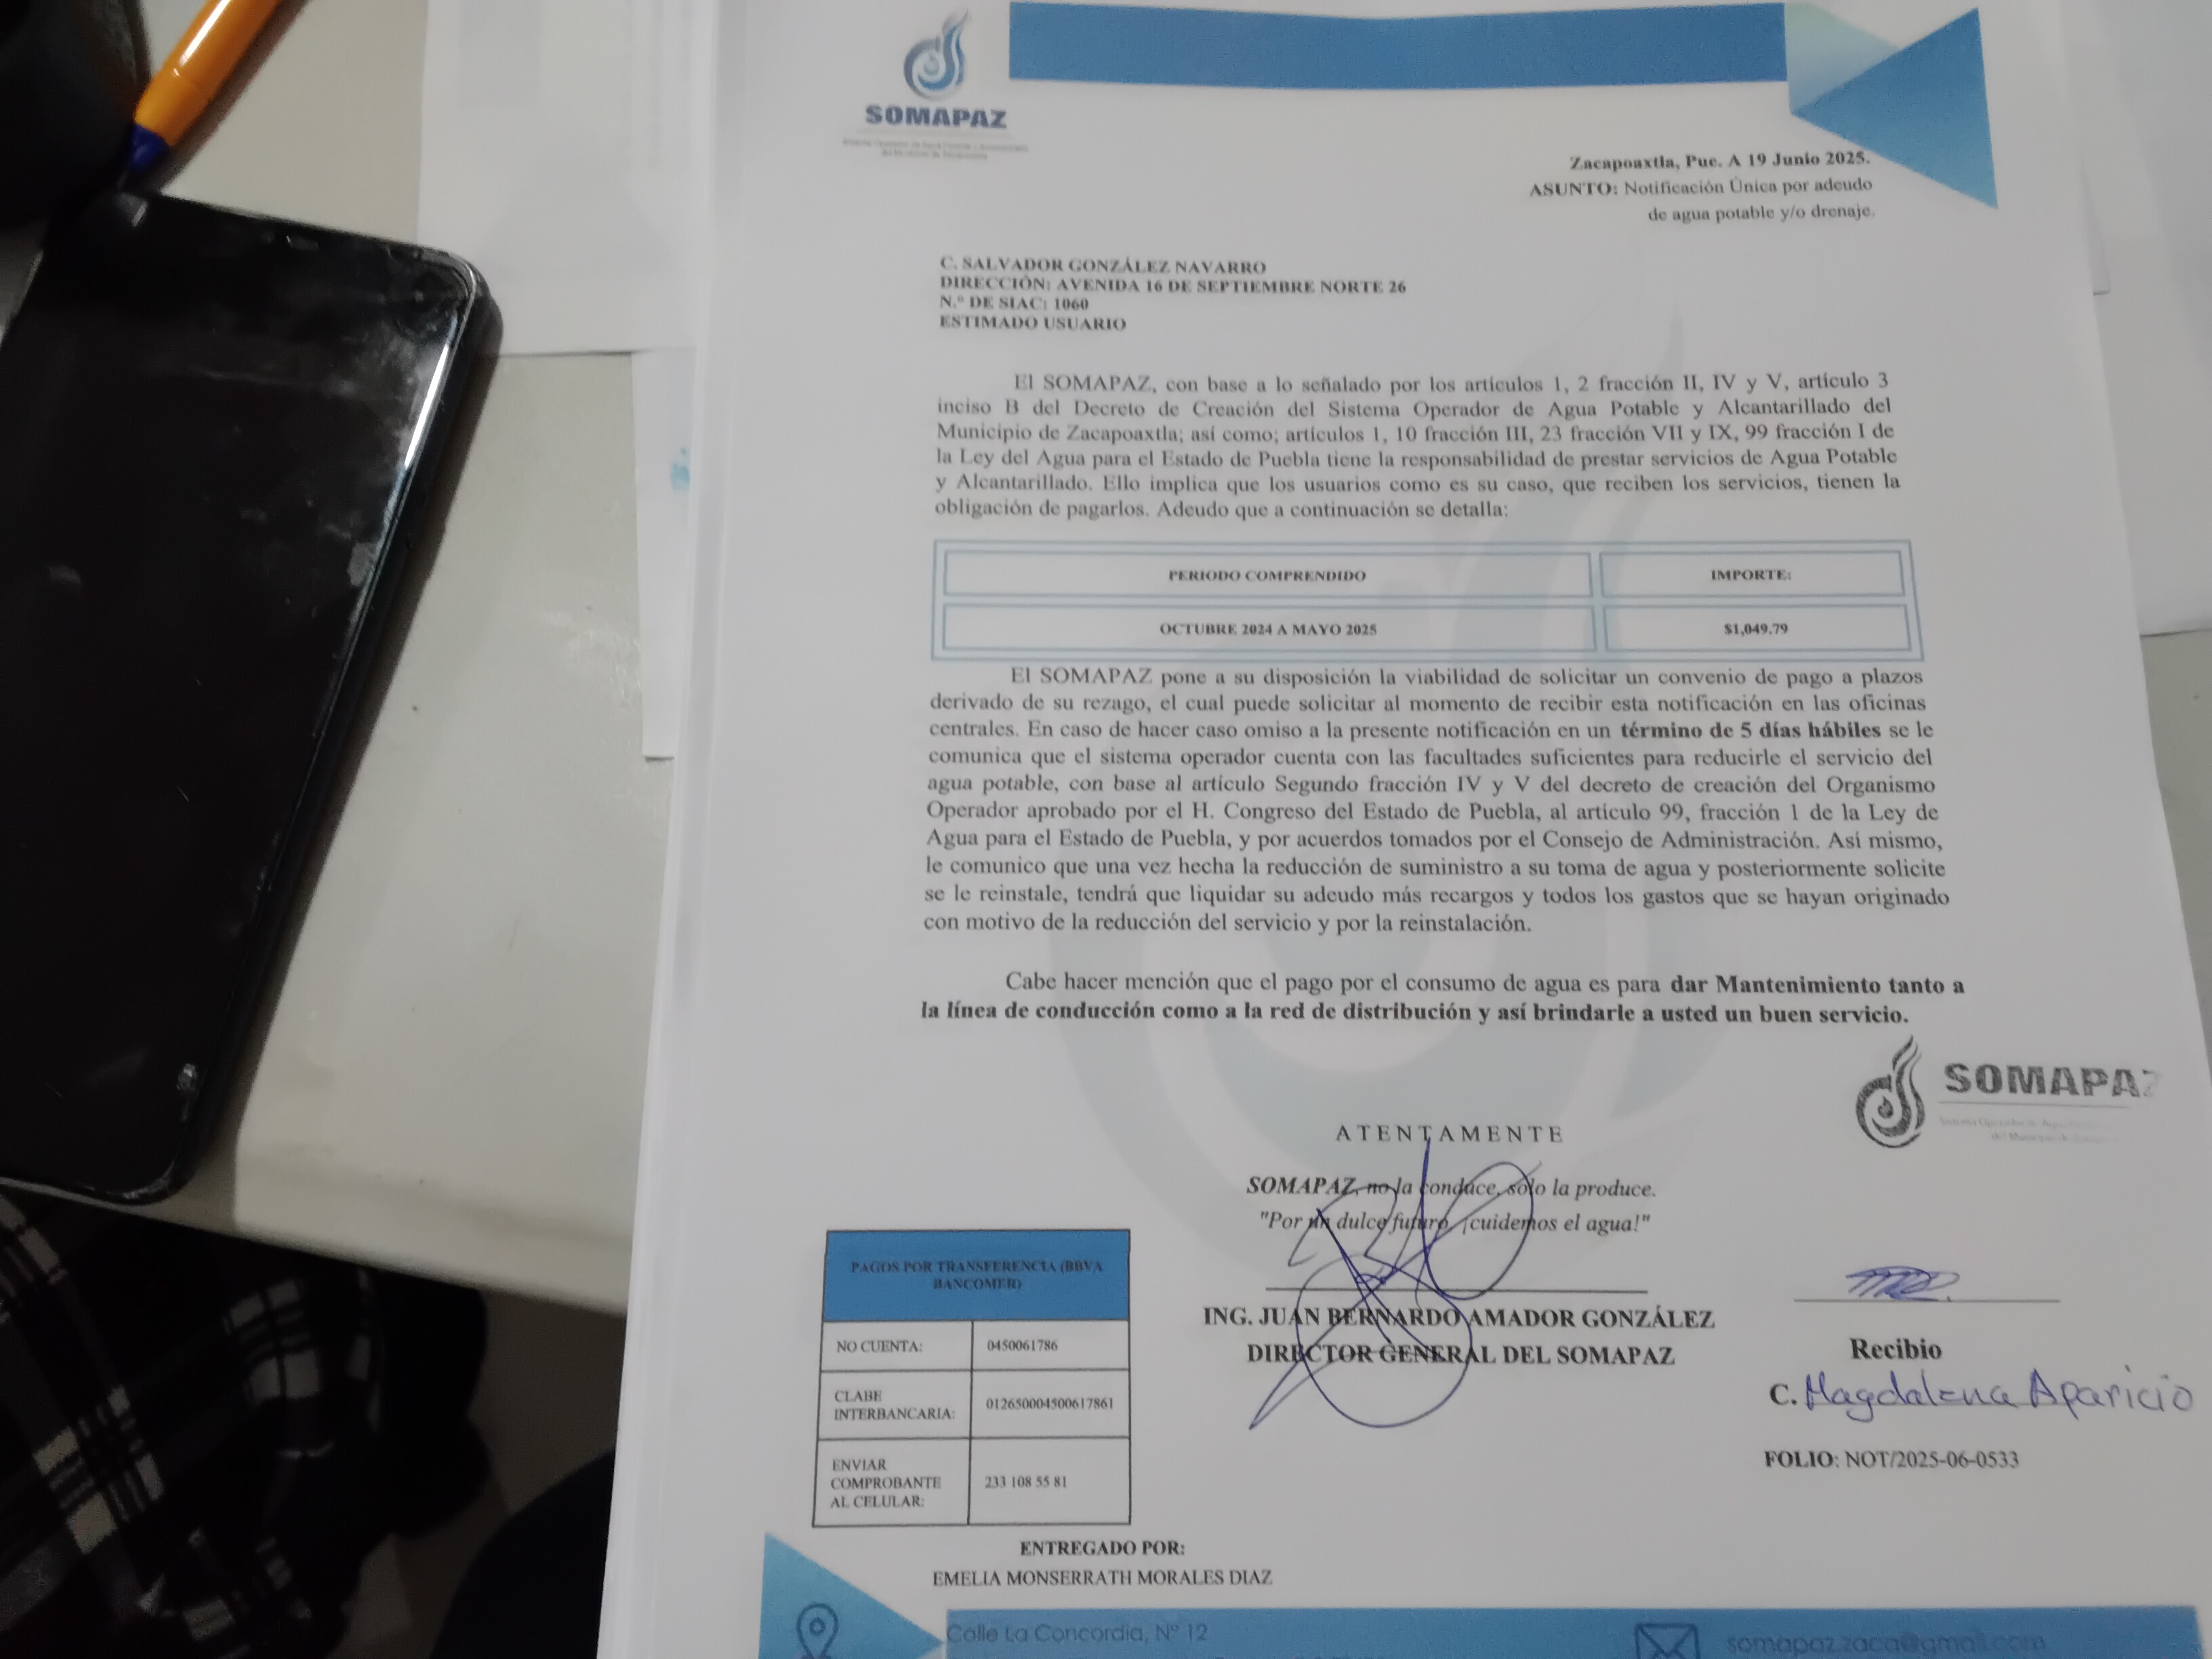 SOMAPAZ
Zacapoaxtla, Pue. A 19 Junio 2025.
ASUNTO: Notificación Única por adeudo
de agua potable y/o drenaje.
C. SALVADOR GONZÁLEZ NAVARRO
DIRECCIÓN: AVENIDA 16 DE SEPTIEMBRE NORTE 26
N.º DE SIAC: 1060
ESTIMADO USUARIO
El SOMAPAZ, con base a lo señalado por los artículos 1, 2 fracción II, IV y V, artículo 3
inciso B del Decreto de Creación del Sistema Operador de Agua Potable y Alcantarillado del
Municipio de Zacapoaxtla; así como; artículos 1, 10 fracción III, 23 fracción VII y IX, 99 fracción I de
la Ley del Agua para el Estado de Puebla tiene la responsabilidad de prestar servicios de Agua Potable
y Alcantarillado. Ello implica que los usuarios como es su caso, que reciben los servicios, tienen la
obligación de pagarlos. Adeudo que a continuación se detalla:
PERIODO COMPRENDIDO IMPORTE:
OCTUBRE 2024 A MAYO 2025 $1,049.79
El SOMAPAZ pone a su disposición la viabilidad de solicitar un convenio de pago a plazos
derivado de su rezago, el cual puede solicitar al momento de recibir esta notificación en las oficinas
centrales. En caso de hacer caso omiso a la presente notificación en un término de 5 días hábiles se le
comunica que el sistema operador cuenta con las facultades suficientes para reducirle el servicio del
agua potable, con base al artículo Segundo fracción IV y V del decreto de creación del Organismo
Operador aprobado por el H. Congreso del Estado de Puebla, al artículo 99, fracción 1 de la Ley de
Agua para el Estado de Puebla, y por acuerdos tomados por el Consejo de Administración. Así mismo,
le comunico que una vez hecha la reducción de suministro a su toma de agua y posteriormente solicite
se le reinstale, tendrá que liquidar su adeudo más recargos y todos los gastos que se hayan originado
con motivo de la reducción del servicio y por la reinstalación.
Cabe hacer mención que el pago por el consumo de agua es para dar Mantenimiento tanto a
la línea de conducción como a la red de distribución y así brindarle a usted un buen servicio.
SOMAPAZ
ATENTAMENTE
SOMAPAZ, no la conduce, solo la produce.
"Por un dulce futuro, ¡cuidemos el agua!"
ING. JUAN BERNARDO AMADOR GONZÁLEZ
DIRECTOR GENERAL DEL SOMAPAZ
Recibio
C. Magdalena Aparicio
FOLIO: NOT/2025-06-0533
PAGOS POR TRANSFERENCIA (BBVA
BANCOMER)
NO CUENTA: 0450061786
CLABE
INTERBANCARIA: 012650004500617861
ENVIAR
COMPROBANTE
AL CELULAR: 233 108 55 81
ENTREGADO POR:
EMELIA MONSERRATH MORALES DIAZ
Calle La Concordia, Nº 12
somapaz.zaca@gmail.com